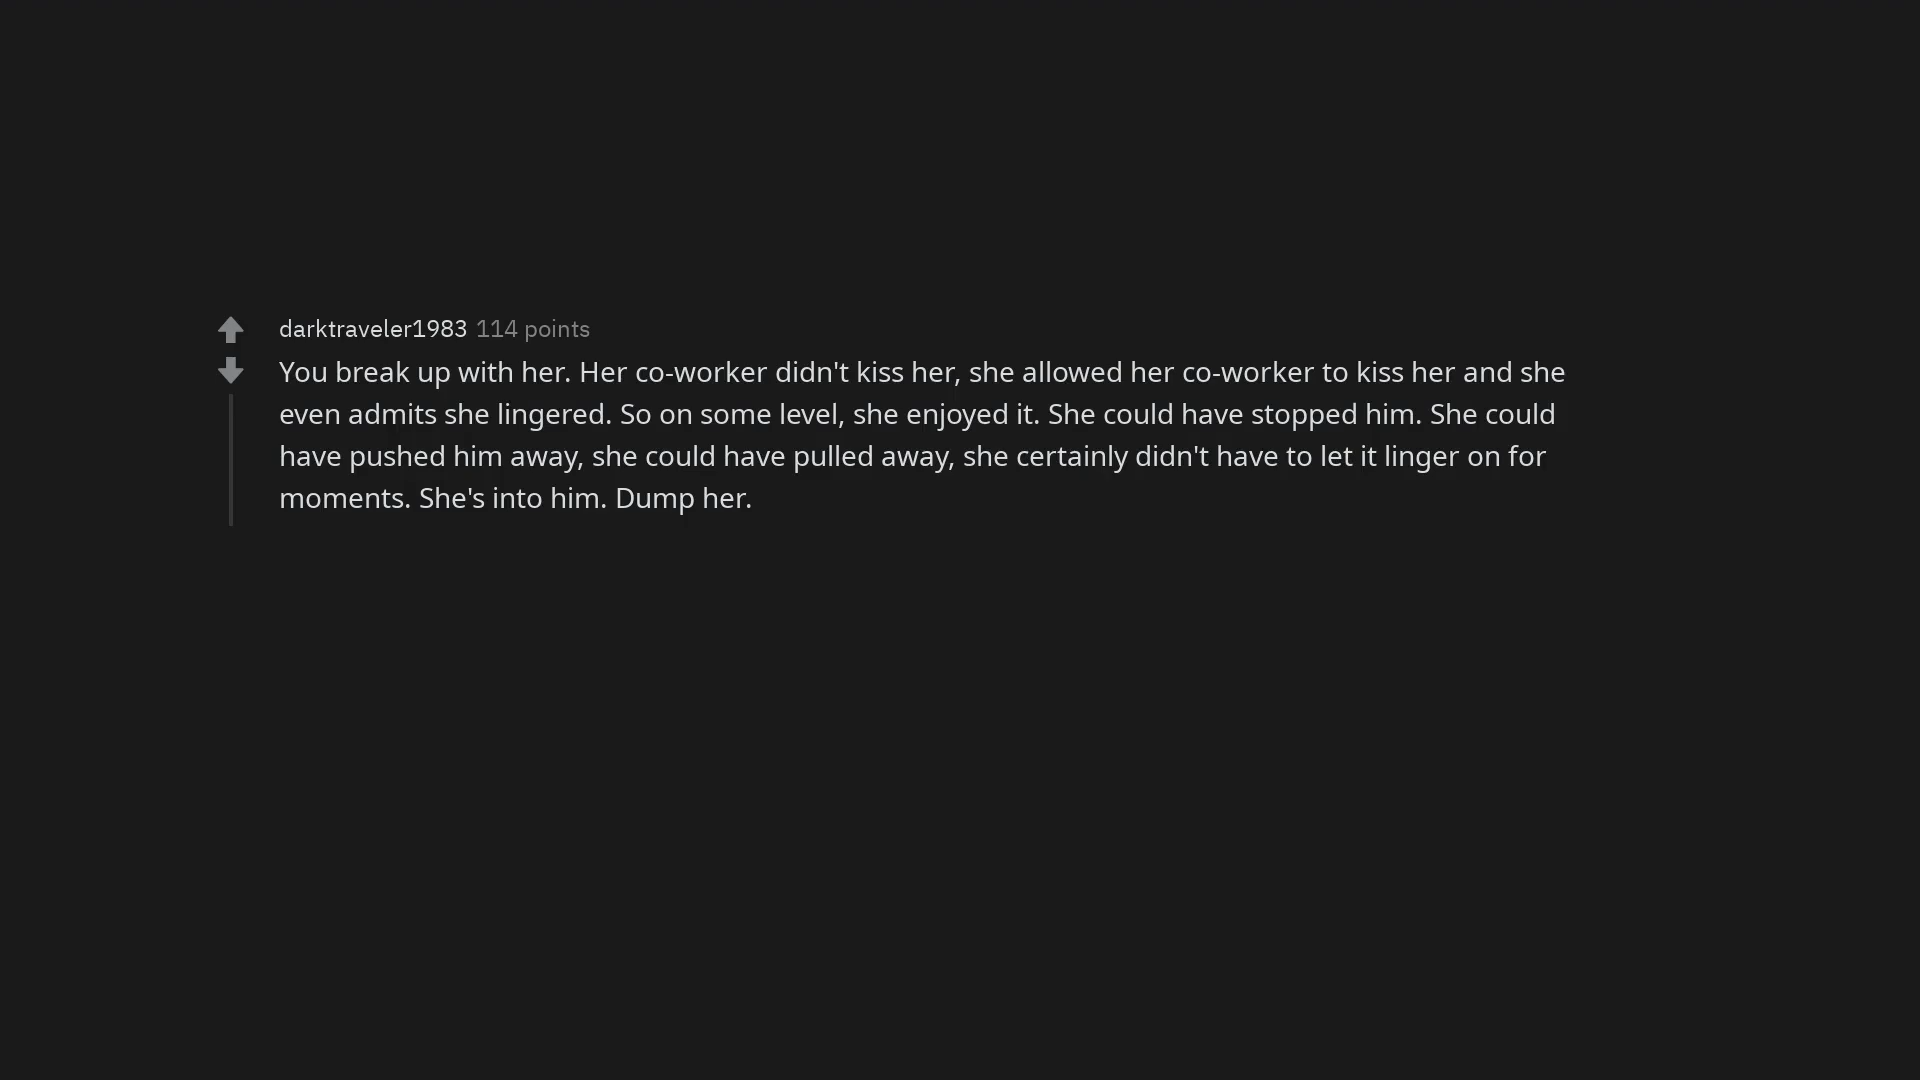 darktraveler1983 114 points
You break up with her. Her co-worker didn't kiss her, she allowed her co-worker to kiss her and she
even admits she lingered. So on some level, she enjoyed it. She could have stopped him. She could
have pushed him away, she could have pulled away, she certainly didn't have to let it linger on for
moments. She's into him. Dump her.